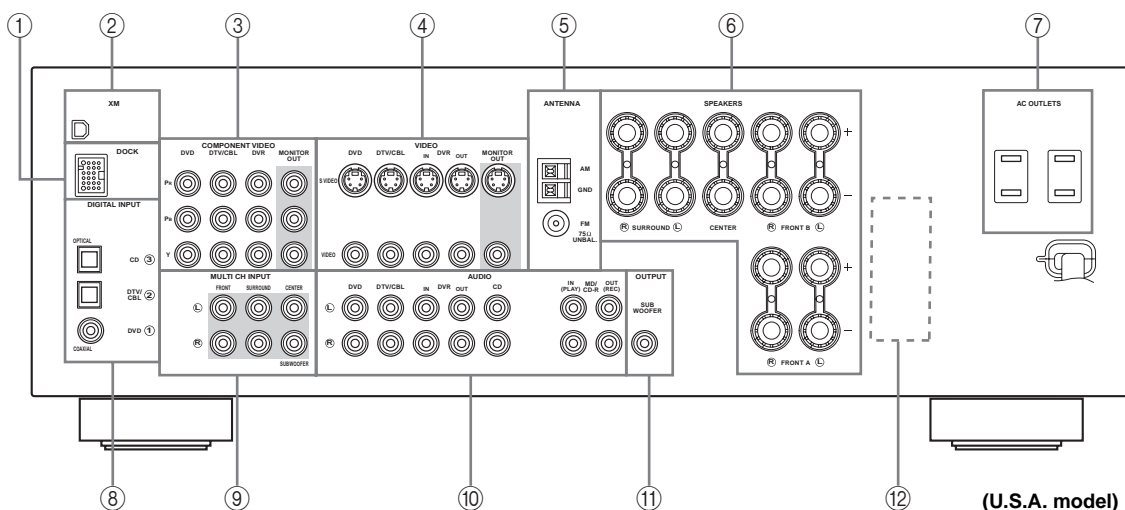 ① ② ③ ④ ⑤ ⑥ ⑦
XM
DOCK
DIGITAL INPUT
OPTICAL
CD ③
DTV/
CBL ②
DVD ①
COAXIAL
COMPONENT VIDEO
DVD DTV/CBL DVR MONITOR
OUT
PR
PB
Y
MULTI CH INPUT
FRONT SURROUND CENTER
L
R
SUBWOOFER
VIDEO
DVD DTV/CBL IN DVR OUT MONITOR
OUT
S VIDEO
VIDEO
AUDIO
DVD DTV/CBL IN DVR OUT CD IN
(PLAY) MD/
CD-R OUT
(REC)
L
R
OUTPUT
SUB
WOOFER
ANTENNA
AM
GND
FM
75Ω
UNBAL.
SPEAKERS
+
–
R SURROUND L CENTER R FRONT B L
+
–
R FRONT A L
AC OUTLETS
⑧ ⑨ ⑩ ⑪ ⑫
(U.S.A. model)